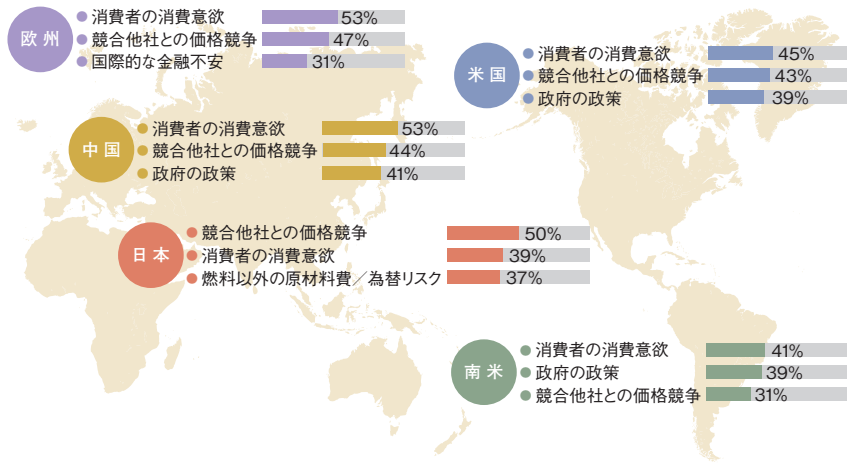 欧州
消費者の消費意欲 53%
競合他社との価格競争 47%
国際的な金融不安 31%
米国
消費者の消費意欲 45%
競合他社との価格競争 43%
政府の政策 39%
中国
消費者の消費意欲 53%
競合他社との価格競争 44%
政府の政策 41%
日本
競合他社との価格競争 50%
消費者の消費意欲 39%
燃料以外の原材料費／為替リスク 37%
南米
消費者の消費意欲 41%
政府の政策 39%
競合他社との価格競争 31%